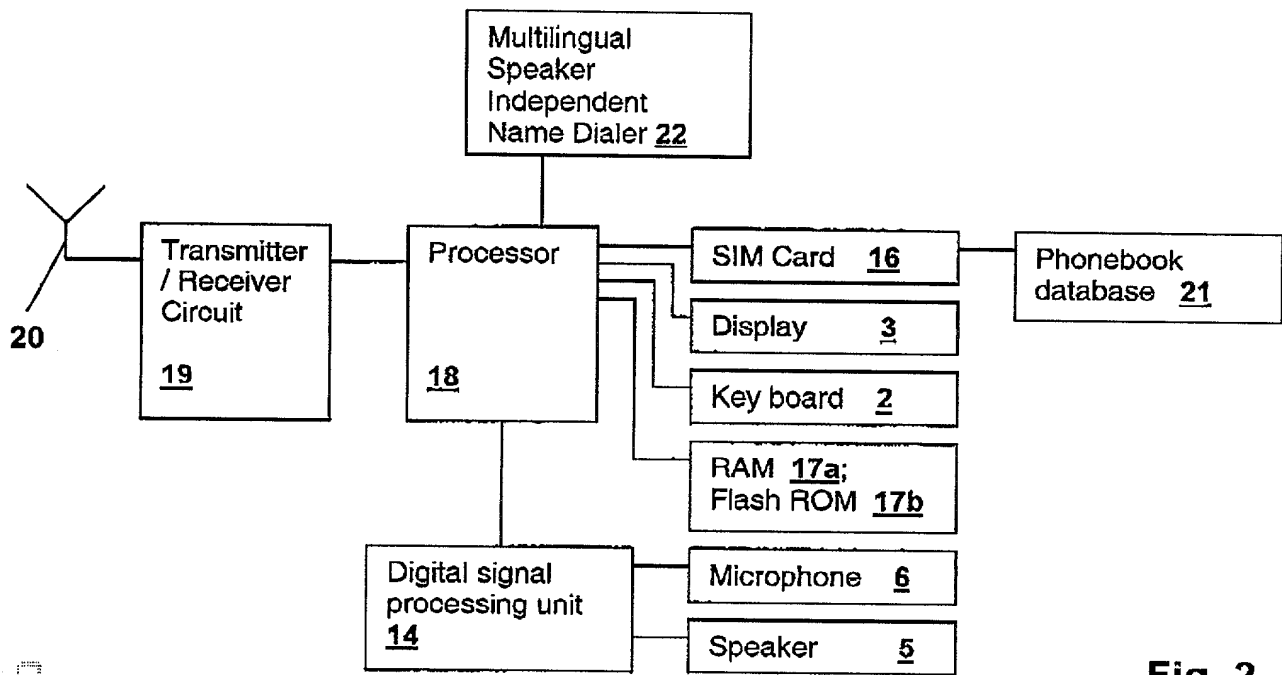 Multilingual
Speaker
Independent
Name Dialer 22
Transmitter
/ Receiver
Circuit
19
20
Processor
18
SIM Card 16
Phonebook
database 21
Display 3
Key board 2
RAM 17a;
Flash ROM 17b
Digital signal
processing unit
14
Microphone 6
Speaker 5
Fig. 2